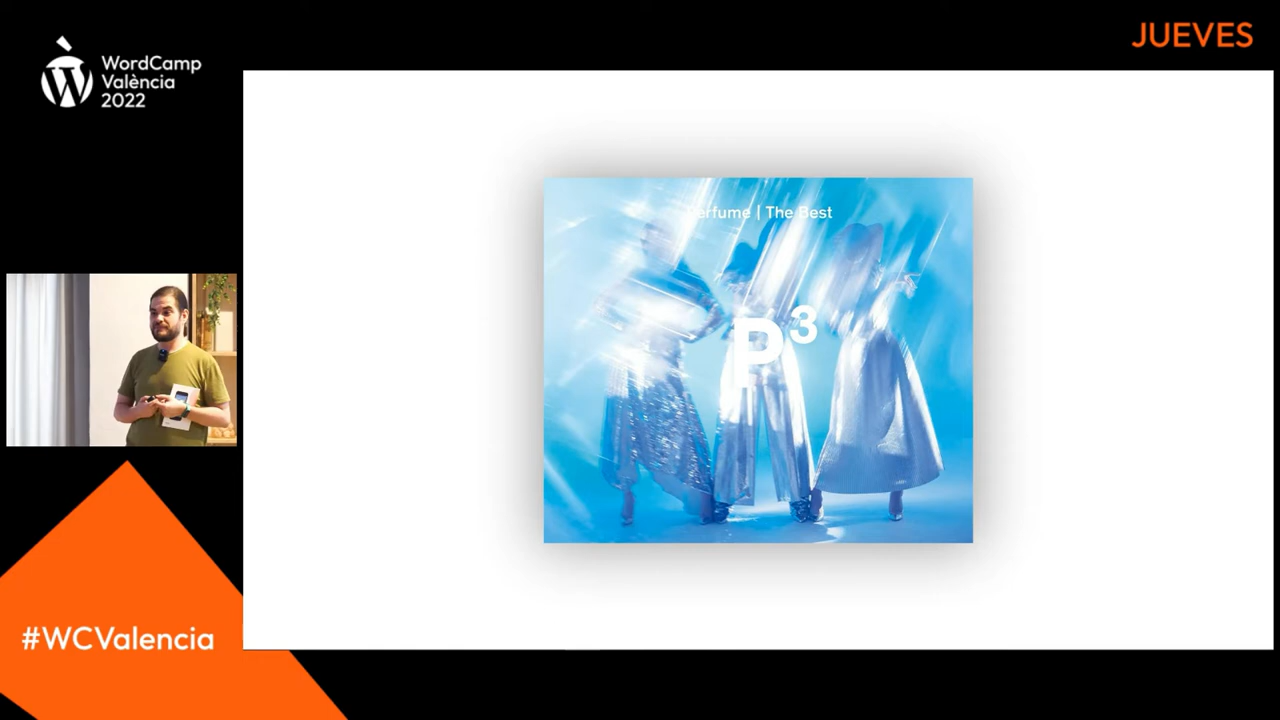 WordCamp
València
2022
JUEVES
Perfume | The Best
P³
#WCValencia